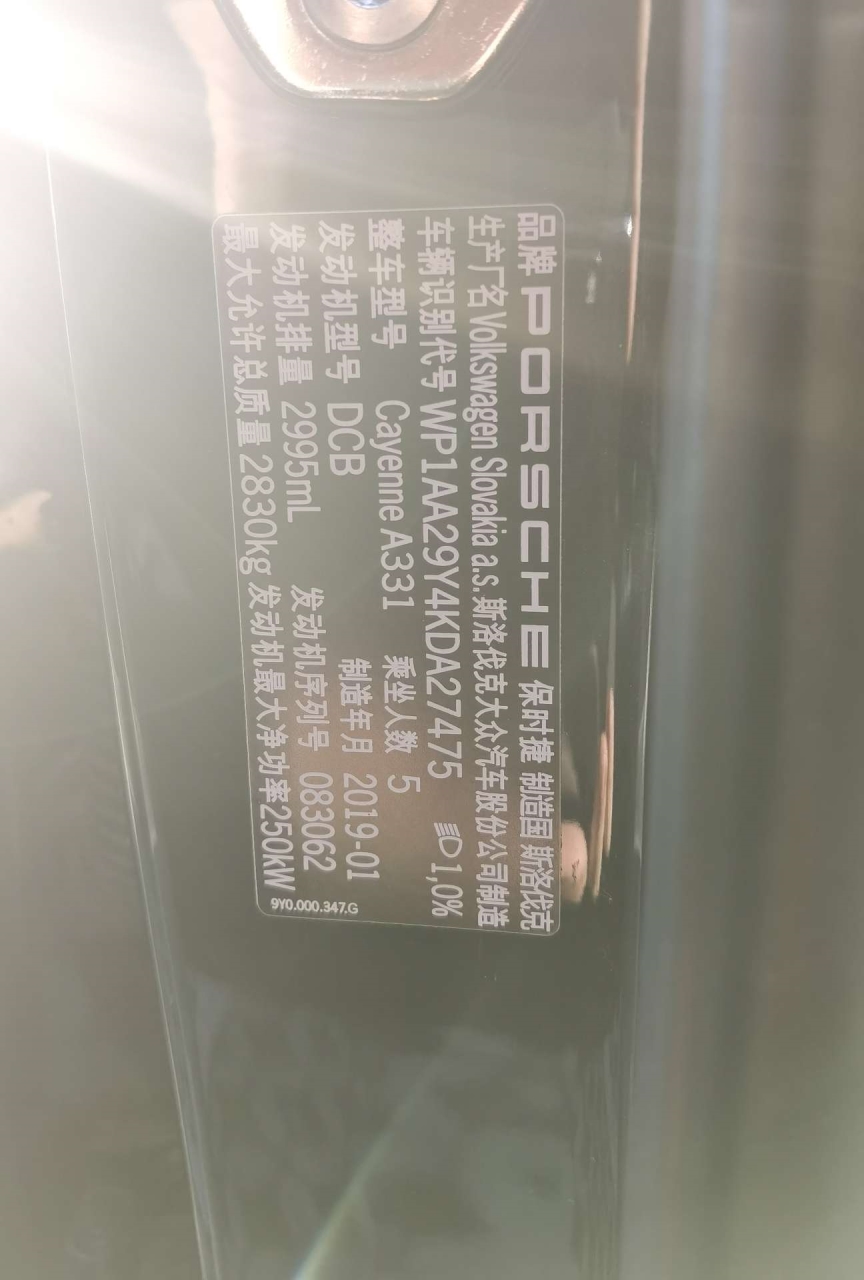 品牌 PORSCHE 保时捷 制造国 斯洛伐克
生产厂名 Volkswagen Slovakia a.s. 斯洛伐克大众汽车股份公司制造
车辆识别代号 WP1AA29Y4KDA27475 1,0%
整车型号 Cayenne A331 乘坐人数 5
发动机型号 DCB 制造年月 2019-01
发动机排量 2995mL 发动机序列号 083062
最大允许总质量 2830kg 发动机最大净功率250kW
9Y0.000.347.G